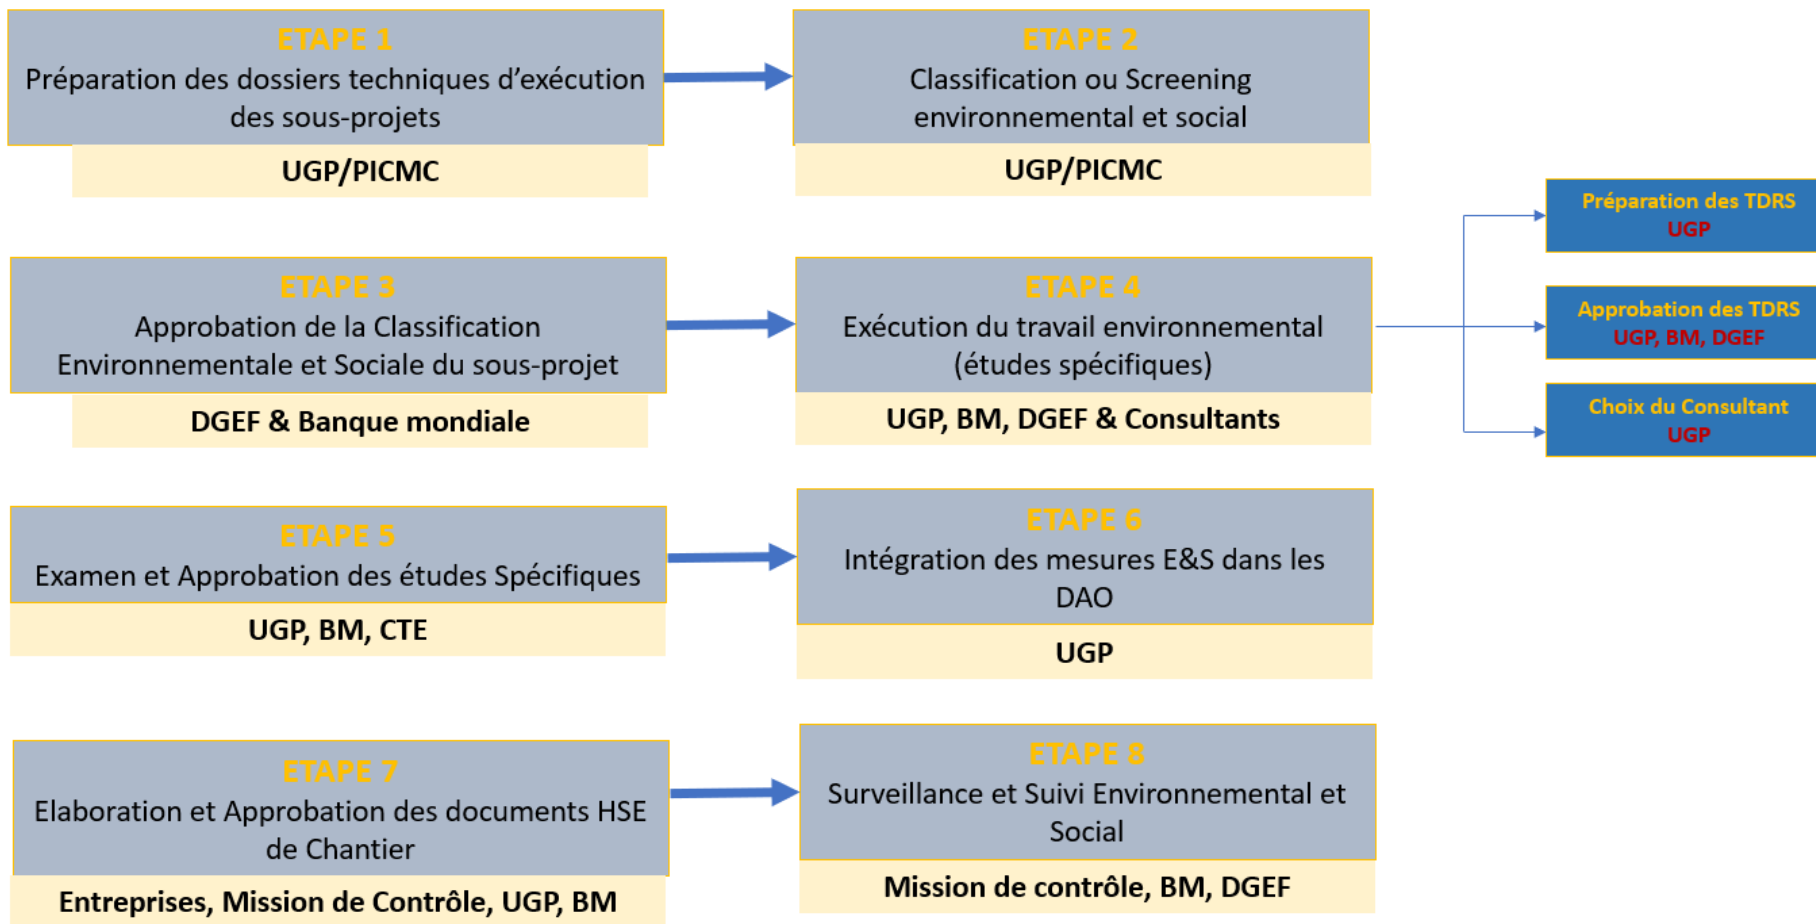 ETAPE 1
Préparation des dossiers techniques d’exécution
des sous-projets
UGP/PICMC
ETAPE 2
Classification ou Screening
environnemental et social
UGP/PICMC
ETAPE 3
Approbation de la Classification
Environnementale et Sociale du sous-projet
DGEF & Banque mondiale
ETAPE 4
Exécution du travail environnemental
(études spécifiques)
UGP, BM, DGEF & Consultants
Préparation des TDRS
UGP
Approbation des TDRS
UGP, BM, DGEF
Choix du Consultant
UGP
ETAPE 5
Examen et Approbation des études Spécifiques
UGP, BM, CTE
ETAPE 6
Intégration des mesures E&S dans les
DAO
UGP
ETAPE 7
Elaboration et Approbation des documents HSE
de Chantier
Entreprises, Mission de Contrôle, UGP, BM
ETAPE 8
Surveillance et Suivi Environnemental et
Social
Mission de contrôle, BM, DGEF